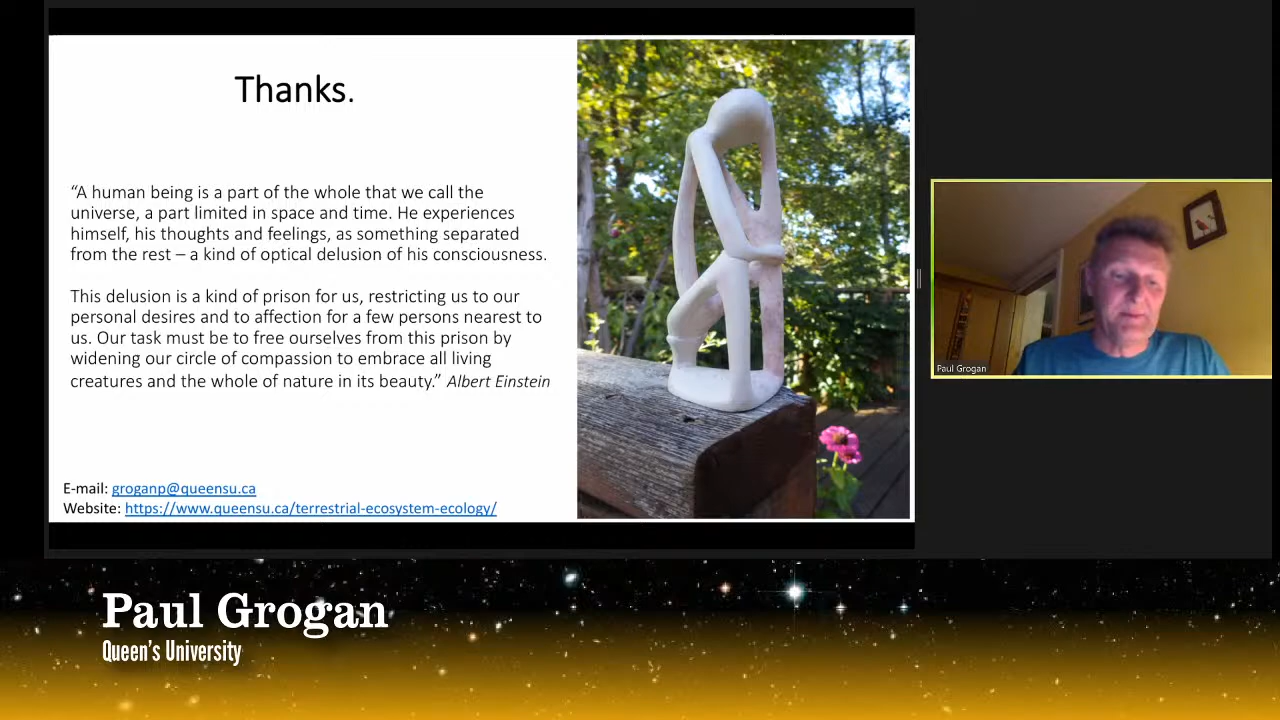 Thanks.
“A human being is a part of the whole that we call the
universe, a part limited in space and time. He experiences
himself, his thoughts and feelings, as something separated
from the rest – a kind of optical delusion of his consciousness.
This delusion is a kind of prison for us, restricting us to our
personal desires and to affection for a few persons nearest to
us. Our task must be to free ourselves from this prison by
widening our circle of compassion to embrace all living
creatures and the whole of nature in its beauty.” Albert Einstein
E-mail: groganp@queensu.ca
Website: https://www.queensu.ca/terrestrial-ecosystem-ecology/
Paul Grogan
Paul Grogan
Queen's University